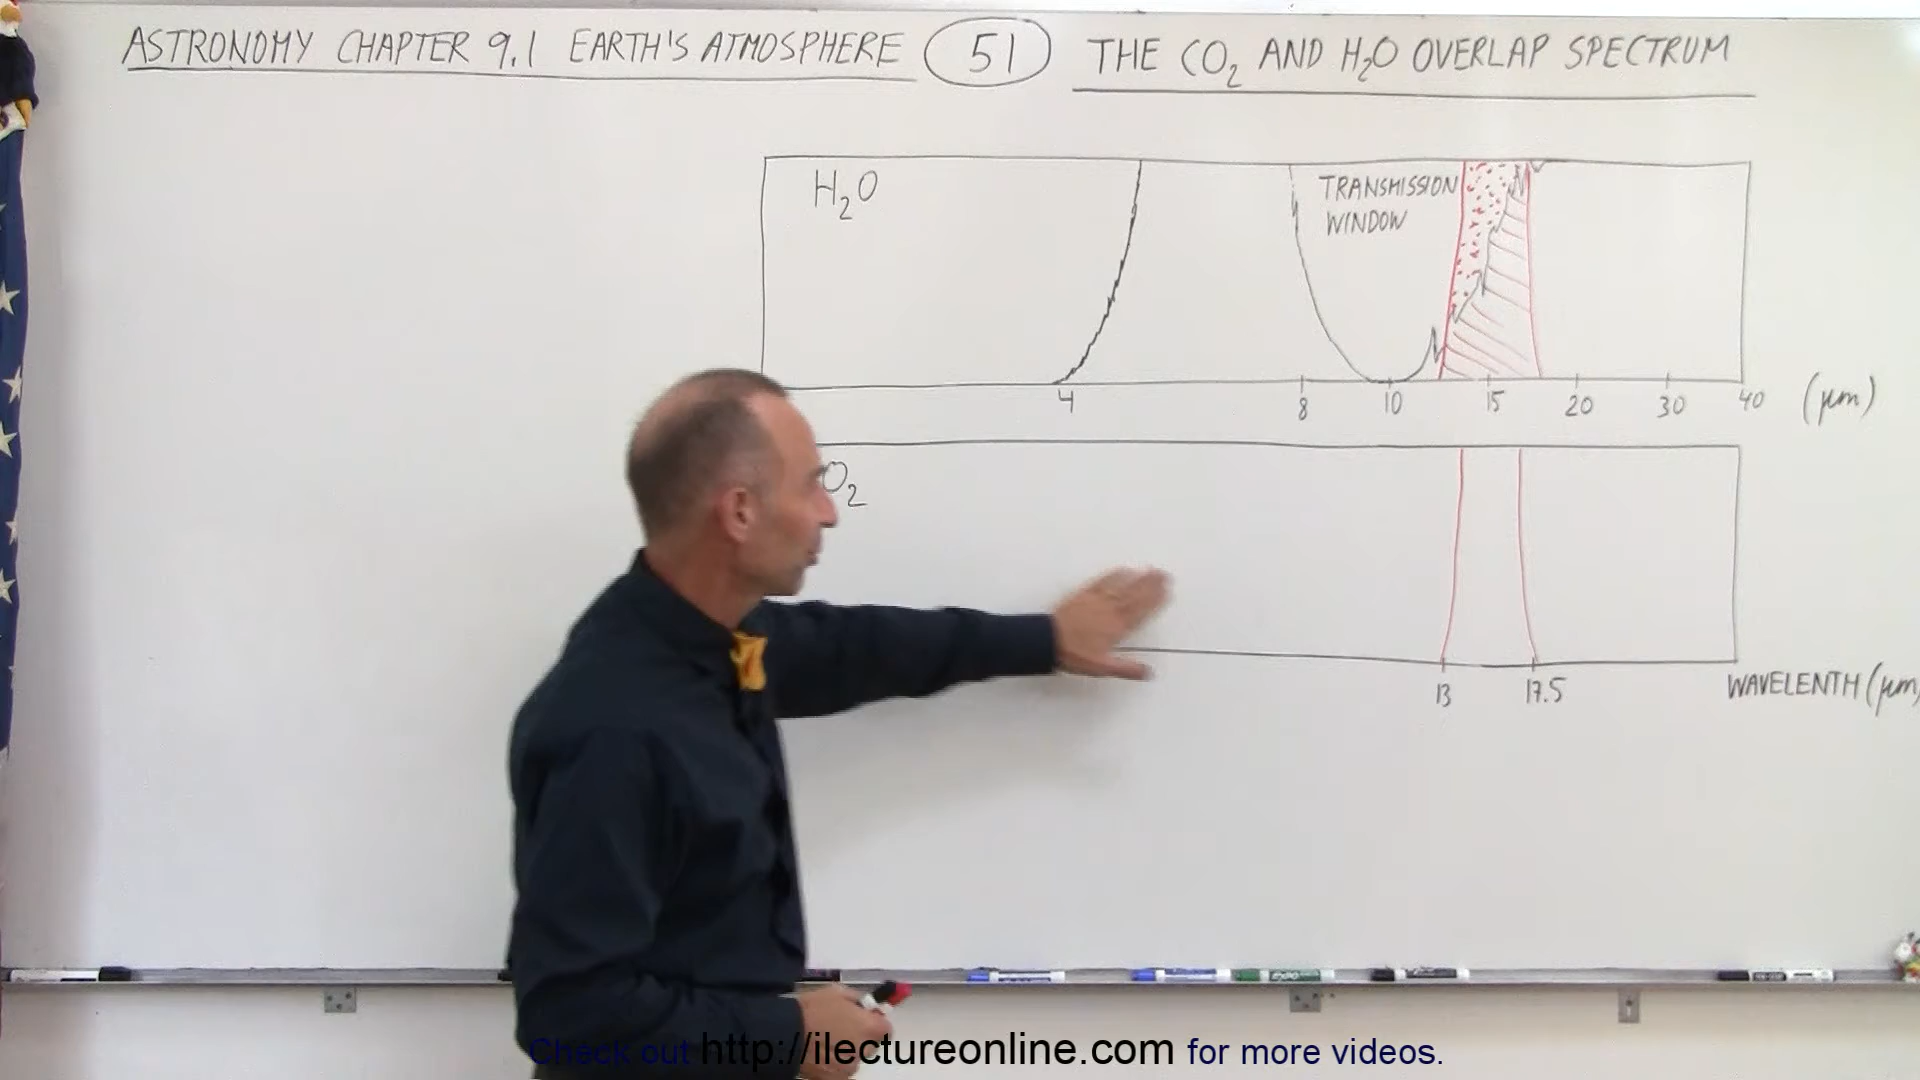 ASTRONOMY CHAPTER 9.1 EARTH'S ATMOSPHERE 51 THE CO₂ AND H₂O OVERLAP SPECTRUM
H₂O
TRANSMISSION
WINDOW
4 8 10 15 20 30 40 (μm)
O₂
13 17.5 WAVELENTH (μm)
EXPO
Check out http://ilectureonline.com for more videos.